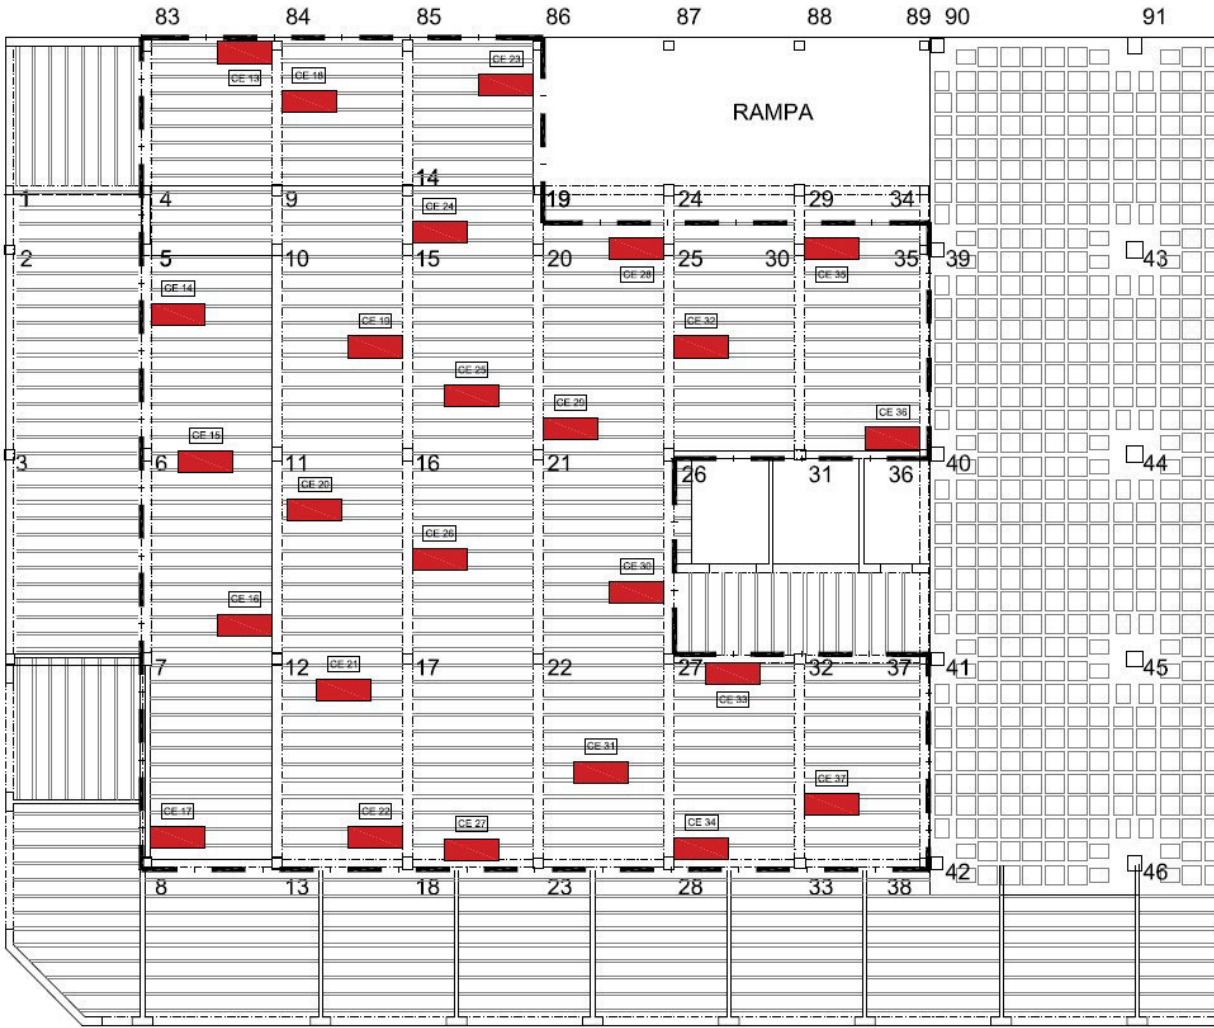 83 84 85 86 87 88 89 90 91
CE 13 CE 18 CE 23
RAMPA
14
1 4 9 19 24 29 34
CE 24
2 5 10 15 20 25 30 35 39 43
CE 28 CE 35
CE 14
CE 19 CE 32
CE 25
CE 29 CE 36
CE 15
3 6 11 16 21 40 44
26 31 36
CE 20
CE 26
CE 30
CE 16
7 12 17 22 27 32 37 41 45
CE 21
CE 33
CE 31
CE 37
CE 17 CE 22 CE 27 CE 34
42 46
8 13 18 23 28 33 38